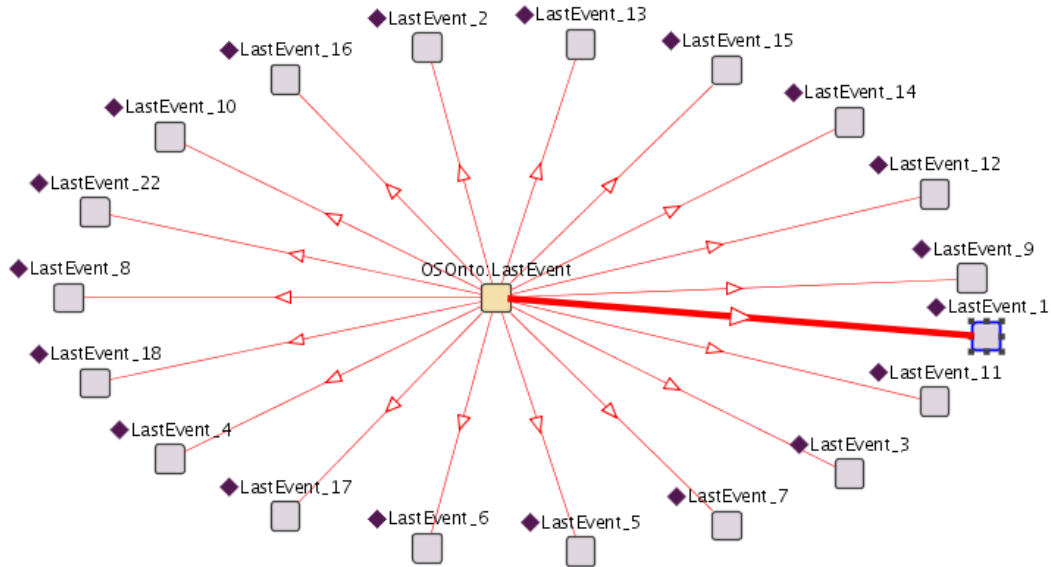 LastEvent_2
LastEvent_13
LastEvent_16
LastEvent_15
LastEvent_10
LastEvent_14
LastEvent_22
LastEvent_12
LastEvent_8
OSOnto:LastEvent
LastEvent_9
LastEvent_1
LastEvent_18
LastEvent_11
LastEvent_4
LastEvent_3
LastEvent_17
LastEvent_7
LastEvent_6
LastEvent_5